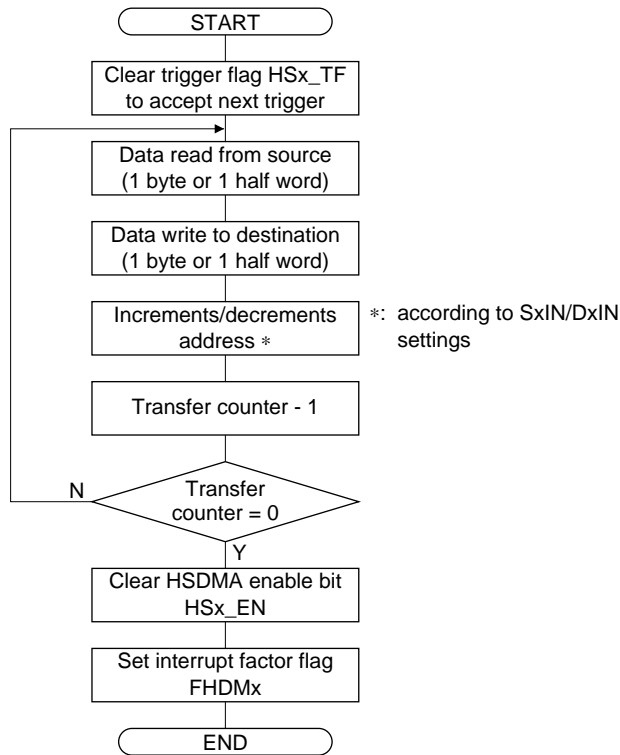 START
Clear trigger flag HSx_TF
to accept next trigger
Data read from source
(1 byte or 1 half word)
Data write to destination
(1 byte or 1 half word)
Increments/decrements
address ∗
∗: according to SxIN/DxIN
settings
Transfer counter - 1
Transfer
counter = 0
N
Y
Clear HSDMA enable bit
HSx_EN
Set interrupt factor flag
FHDMx
END